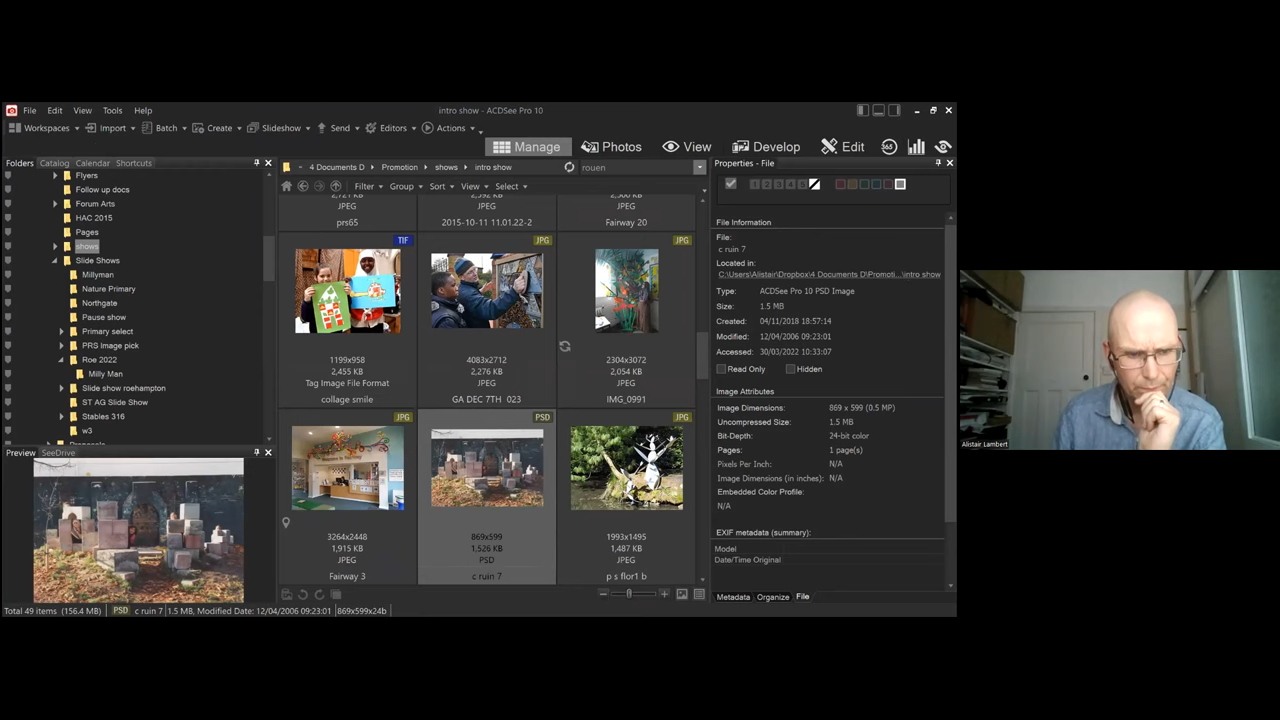 intro show - ACDSee Pro 10
File Edit View Tools Help
Workspaces Import Batch Create Slideshow Send Editors Actions
Manage Photos View Develop Edit 365
Folders Catalog Calendar Shortcuts
Flyers
Follow up docs
Forum Arts
HAC 2015
Pages
shows
Slide Shows
Millyman
Nature Primary
Northgate
Pause show
Primary select
PRS Image pick
Roe 2022
Milly Man
Slide show roehampton
ST AG Slide Show
Stables 316
w3
Preview SeeDrive
4 Documents D Promotion shows intro show rouen
Filter Group Sort View Select
JPEG JPEG JPEG
prs65 2015-10-11 11.01.22-2 Fairway 20
TIF JPG JPG
1199x958 4083x2712 2304x3072
2,455 KB 2,276 KB 2,054 KB
Tag Image File Format JPEG JPEG
collage smile GA DEC 7TH 023 IMG_0991
JPG PSD JPG
3264x2448 869x599 1993x1495
1,915 KB 1,526 KB 1,487 KB
JPEG PSD JPEG
Fairway 3 c ruin 7 p s flor1 b
Properties - File
1 2 3 4 5
File Information
File:
c ruin 7
Located in:
C:\Users\Alistair\Dropbox\4 Documents D\Promoti...\intro show
Type: ACDSee Pro 10 PSD Image
Size: 1.5 MB
Created: 04/11/2018 18:57:14
Modified: 12/04/2006 09:23:01
Accessed: 30/03/2022 10:33:07
Read Only Hidden
Image Attributes
Image Dimensions: 869 x 599 (0.5 MP)
Uncompressed Size: 1.5 MB
Bit-Depth: 24-bit color
Pages: 1 page(s)
Pixels Per Inch: N/A
Image Dimensions (in inches): N/A
Embedded Color Profile:
N/A
EXIF metadata (summary):
Model
Date/Time Original
Metadata Organize File
Total 49 items (156.4 MB) PSD c ruin 7 1.5 MB, Modified Date: 12/04/2006 09:23:01 869x599x24b
Alistair Lambert